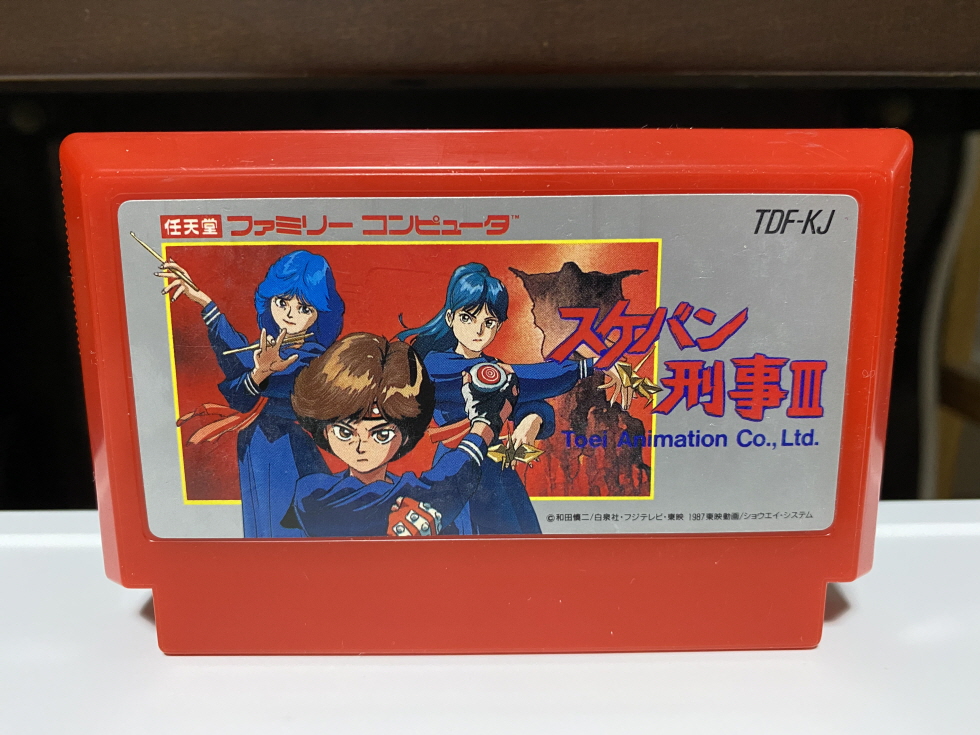 任天堂 ファミリー コンピュータ™
TDF-KJ
スケバン
刑事III
Toei Animation Co., Ltd.
©和田慎二/白泉社・フジテレビ・東映 1987東映動画/ショウエイ・システム